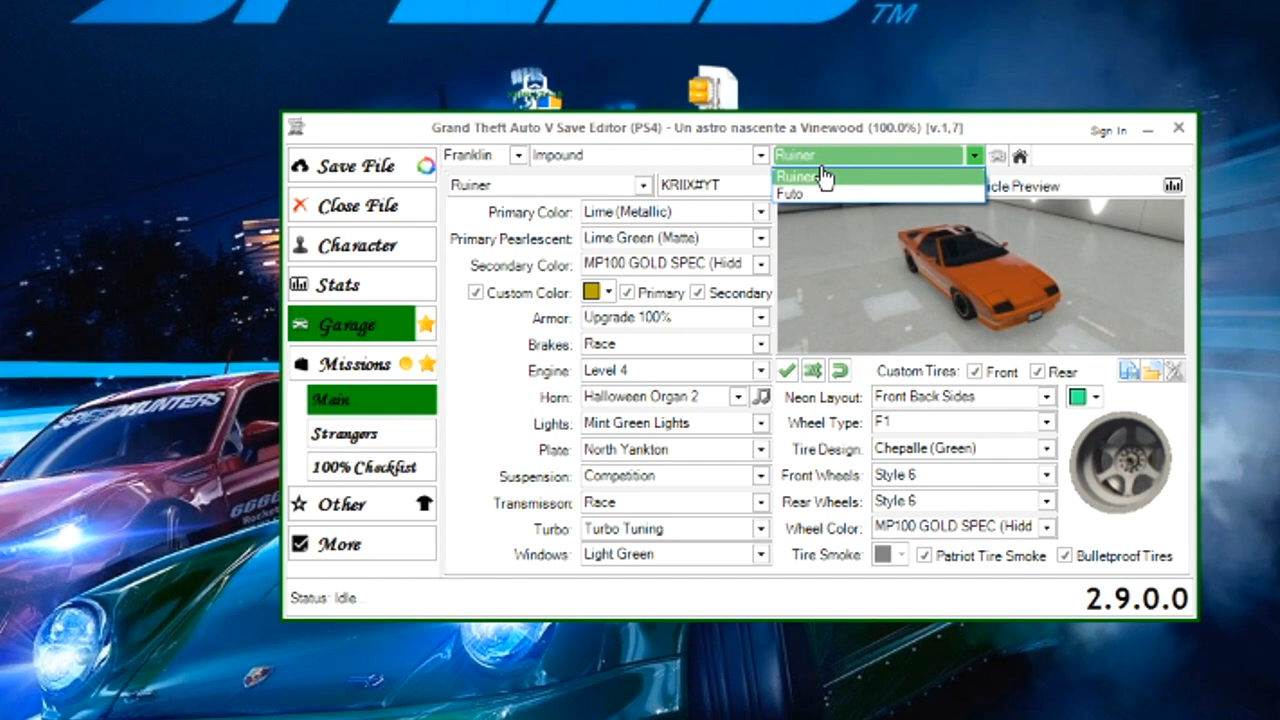 TM
Grand Theft Auto V Save Editor (PS4) - Un astro nascente a Vinewood (100.0%) [v.1,7]
Sign In
Save File
Close File
Character
Stats
Garage
Missions
Main
Strangers
100% Checklist
Other
More
Franklin
Impound
Ruiner
Ruiner
Futo
Ruiner
KRIIX#YT
icle Preview
Primary Color: Lime (Metallic)
Primary Pearlescent: Lime Green (Matte)
Secondary Color: MP100 GOLD SPEC (Hidd
Custom Color: Primary Secondary
Armor: Upgrade 100%
Brakes: Race
Engine: Level 4
Horn: Halloween Organ 2
Lights: Mint Green Lights
Plate: North Yankton
Suspension: Competition
Transmisson: Race
Turbo: Turbo Tuning
Windows: Light Green
Custom Tires: Front Rear
Neon Layout: Front Back Sides
Wheel Type: F1
Tire Design: Chepalle (Green)
Front Wheels: Style 6
Rear Wheels: Style 6
Wheel Color: MP100 GOLD SPEC (Hidd
Tire Smoke: Patriot Tire Smoke Bulletproof Tires
Status: Idle...
2.9.0.0
SPEEDHUNTERS
6666
Rocket